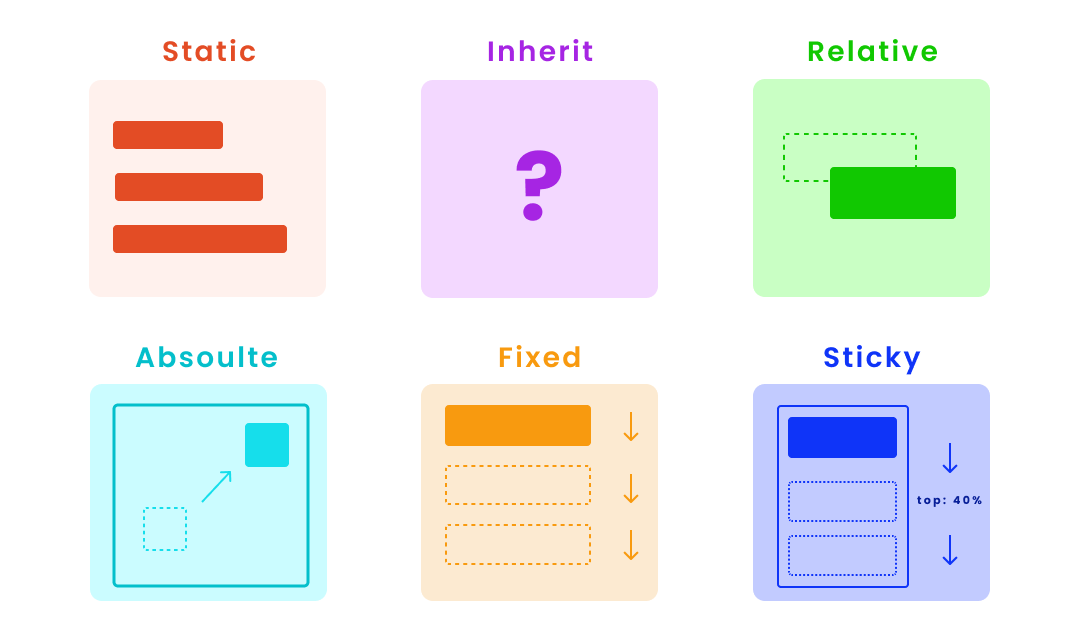 Static
Inherit
Relative
?
Absoulte
Fixed
Sticky
top: 40%